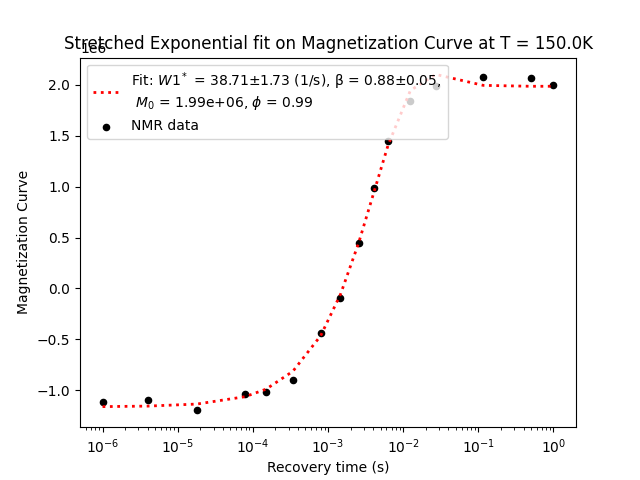 Stretched Exponential fit on Magnetization Curve at T = 150.0K
1e6
Fit: W1* = 38.71±1.73 (1/s), β = 0.88±0.05,
M₀ = 1.99e+06, ϕ = 0.99
NMR data
2.0
1.5
1.0
0.5
0.0
−0.5
−1.0
Magnetization Curve
10⁻⁶ 10⁻⁵ 10⁻⁴ 10⁻³ 10⁻² 10⁻¹ 10⁰
Recovery time (s)